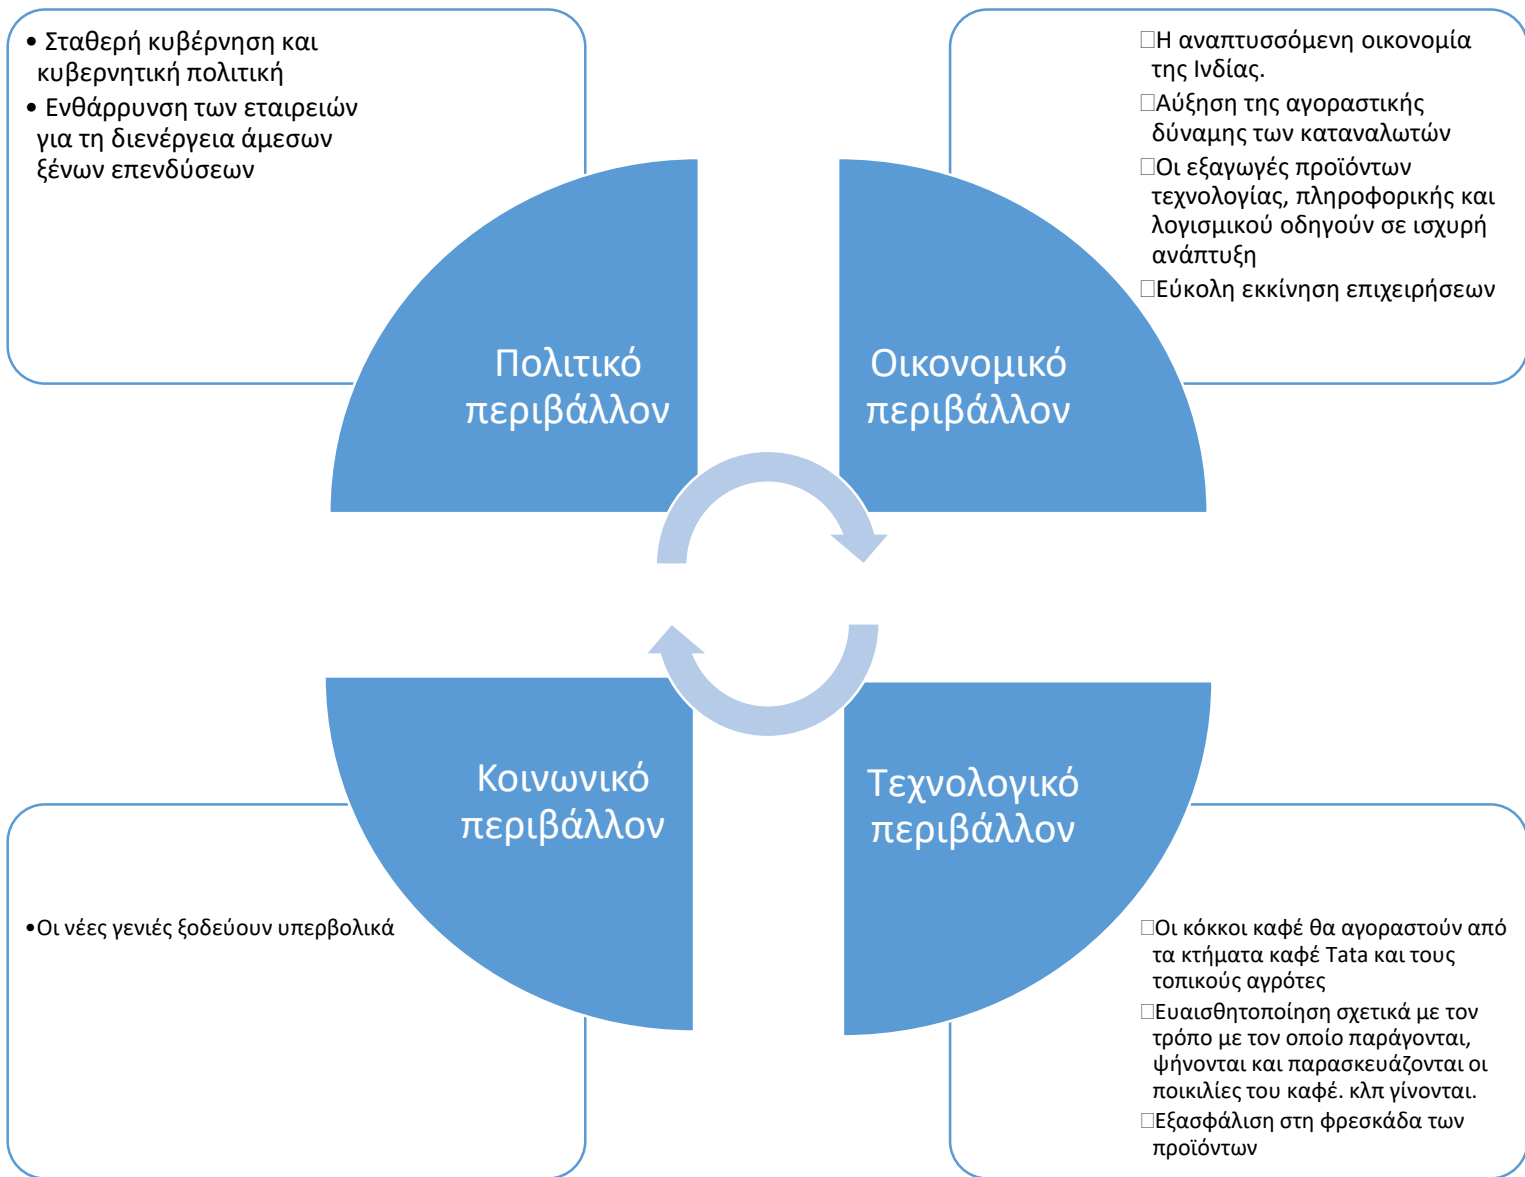 • Σταθερή κυβέρνηση και
κυβερνητική πολιτική
• Ενθάρρυνση των εταιρειών
για τη διενέργεια άμεσων
ξένων επενδύσεων
□Η αναπτυσσόμενη οικονομία
της Ινδίας.
□Αύξηση της αγοραστικής
δύναμης των καταναλωτών
□Οι εξαγωγές προϊόντων
τεχνολογίας, πληροφορικής και
λογισμικού οδηγούν σε ισχυρή
ανάπτυξη
□Εύκολη εκκίνηση επιχειρήσεων
Πολιτικό
περιβάλλον
Οικονομικό
περιβάλλον
Κοινωνικό
περιβάλλον
Τεχνολογικό
περιβάλλον
•Οι νέες γενιές ξοδεύουν υπερβολικά
□Οι κόκκοι καφέ θα αγοραστούν από
τα κτήματα καφέ Tata και τους
τοπικούς αγρότες
□Ευαισθητοποίηση σχετικά με τον
τρόπο με τον οποίο παράγονται,
ψήνονται και παρασκευάζονται οι
ποικιλίες του καφέ. κλπ γίνονται.
□Εξασφάλιση στη φρεσκάδα των
προϊόντων